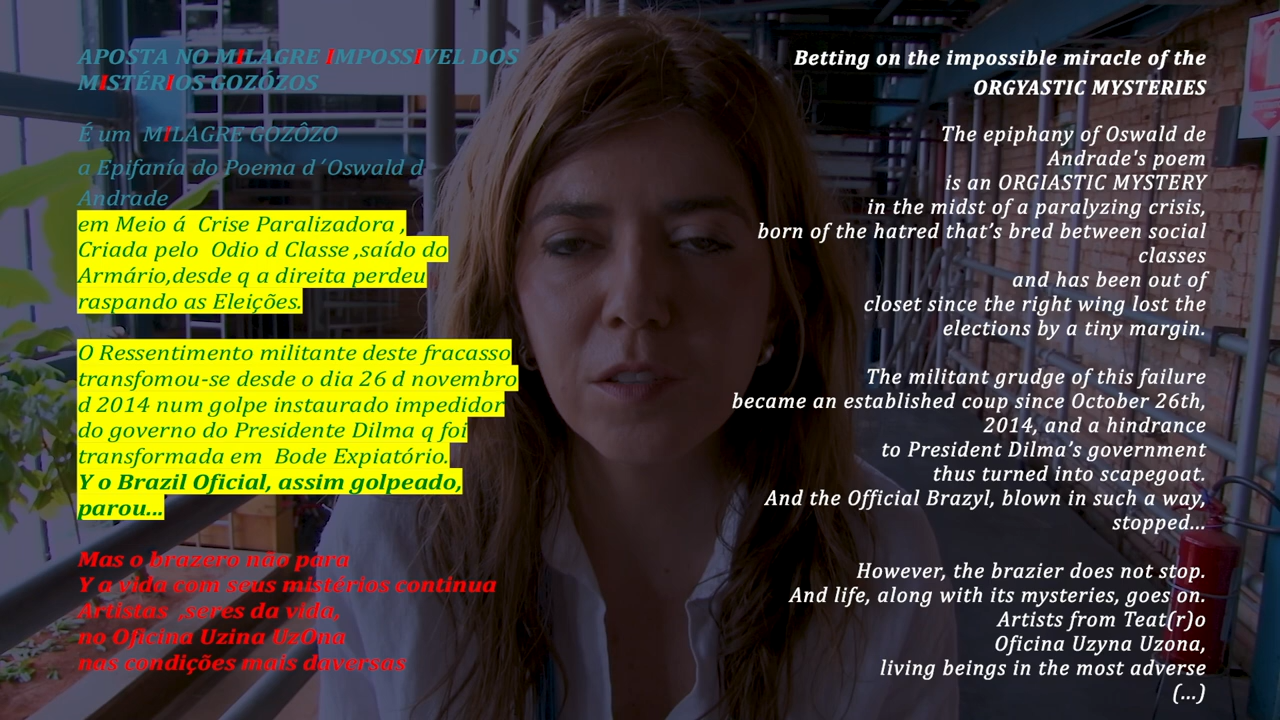 APOSTA NO MILAGRE IMPOSSIVEL DOS
MISTÉRIOS GOZÓZOS
É um MILAGRE GOZÔZO
a Epifanía do Poema d´Oswald d
Andrade
em Meio á Crise Paralizadora ,
Criada pelo Odio d Classe ,saído do
Armário,desde q a direita perdeu
raspando as Eleições.
O Ressentimento militante deste fracasso
transfomou-se desde o dia 26 d novembro
d 2014 num golpe instaurado impedidor
do governo do Presidente Dilma q foi
transformada em Bode Expiatório.
Y o Brazil Oficial, assim golpeado,
parou...
Mas o brazero não para
Y a vida com seus mistérios continua
Artistas ,seres da vida,
no Oficina Uzina UzOna
nas condições mais daversas
Betting on the impossible miracle of the
ORGYASTIC MYSTERIES
The epiphany of Oswald de
Andrade's poem
is an ORGIASTIC MYSTERY
in the midst of a paralyzing crisis,
born of the hatred that’s bred between social
classes
and has been out of
closet since the right wing lost the
elections by a tiny margin.
The militant grudge of this failure
became an established coup since October 26th,
2014, and a hindrance
to President Dilma’s government
thus turned into scapegoat.
And the Official Brazyl, blown in such a way,
stopped...
However, the brazier does not stop.
And life, along with its mysteries, goes on.
Artists from Teat(r)o
Oficina Uzyna Uzona,
living beings in the most adverse
(...)